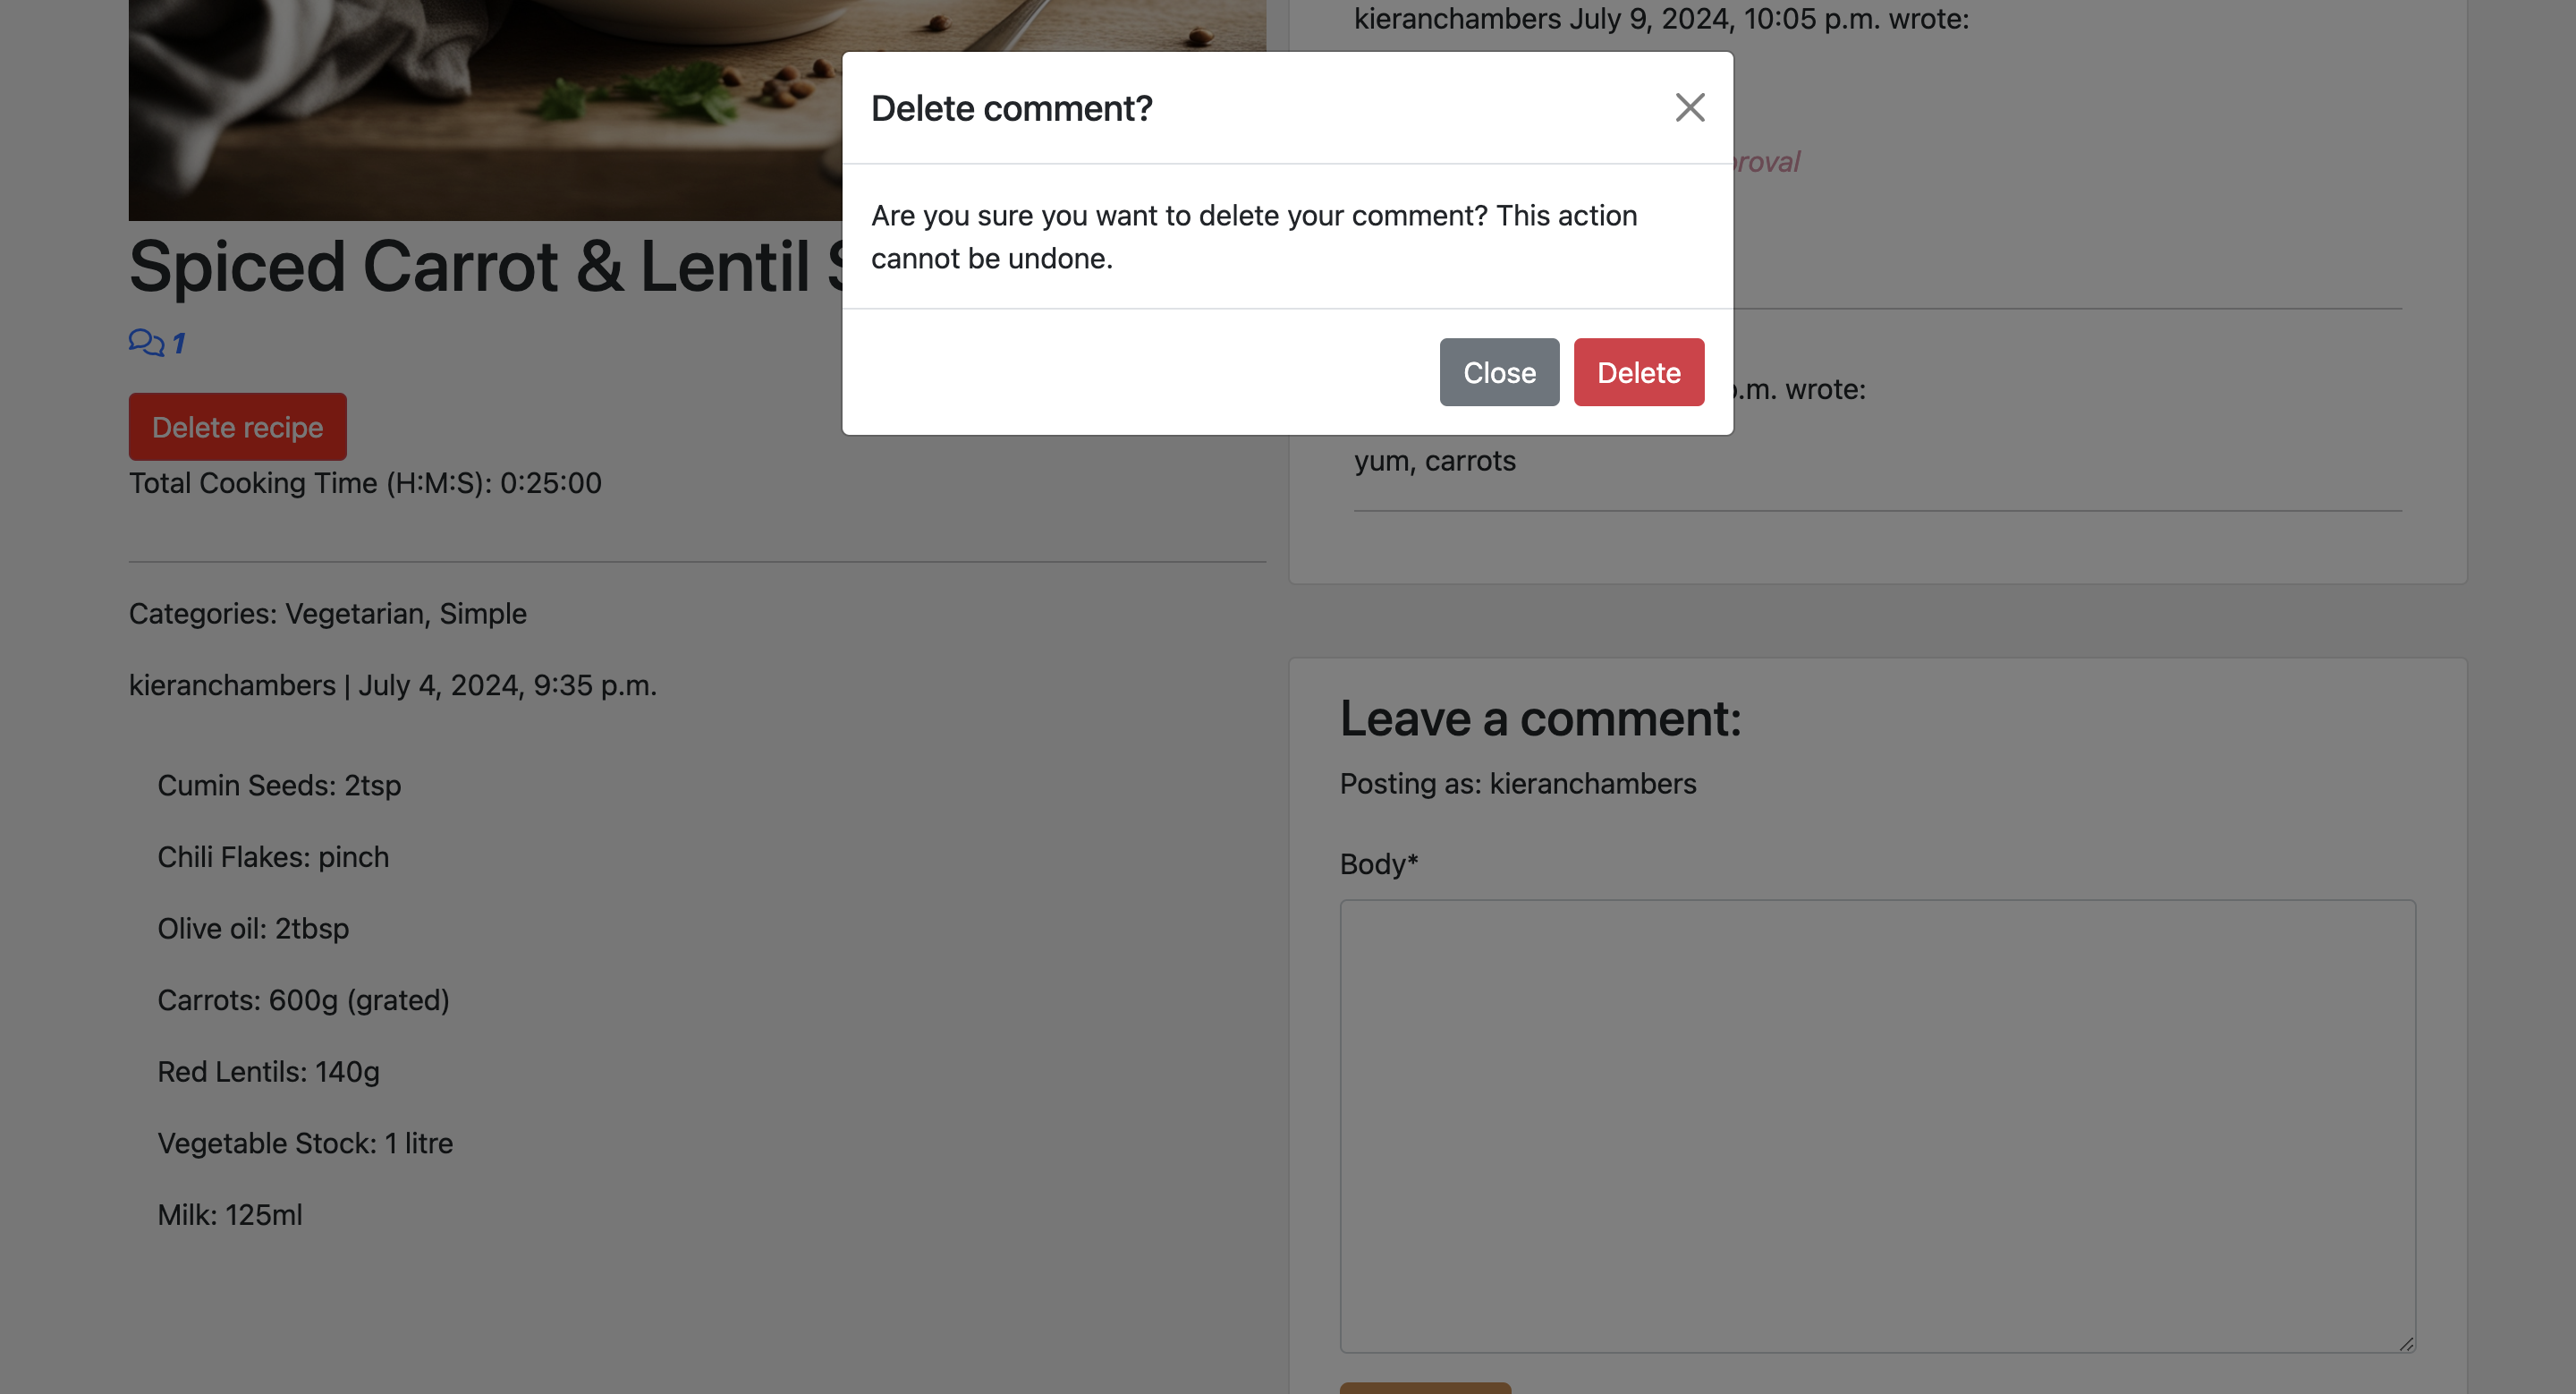 kieranchambers July 9, 2024, 10:05 p.m. wrote:
Delete comment?
Are you sure you want to delete your comment? This action
cannot be undone.
Close
Delete
Spiced Carrot & Lentil
1
Delete recipe
Total Cooking Time (H:M:S): 0:25:00
Categories: Vegetarian, Simple
kieranchambers | July 4, 2024, 9:35 p.m.
Cumin Seeds: 2tsp
Chili Flakes: pinch
Olive oil: 2tbsp
Carrots: 600g (grated)
Red Lentils: 140g
Vegetable Stock: 1 litre
Milk: 125ml
p.m. wrote:
yum, carrots
Leave a comment:
Posting as: kieranchambers
Body*